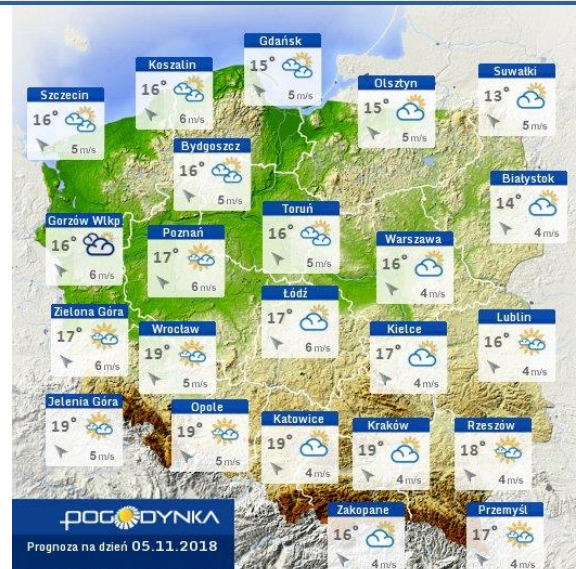 Gdańsk
15°
5 m/s
Koszalin
16°
6 m/s
Suwałki
13°
5 m/s
Olsztyn
15°
5 m/s
Szczecin
16°
5 m/s
Bydgoszcz
16°
5 m/s
Białystok
14°
4 m/s
Gorzów Wlkp
16°
6 m/s
Poznań
17°
6 m/s
Toruń
16°
5 m/s
Warszawa
16°
4 m/s
Zielona Góra
17°
6 m/s
Wrocław
19°
5 m/s
Łódź
17°
6 m/s
Kielce
17°
4 m/s
Lublin
16°
4 m/s
Jelenia Góra
19°
5 m/s
Opole
19°
5 m/s
Katowice
19°
4 m/s
Kraków
19°
4 m/s
Rzeszów
18°
4 m/s
Zakopane
16°
4 m/s
Przemyśl
17°
4 m/s
POGODYNKA
Prognoza na dzień 05.11.2018